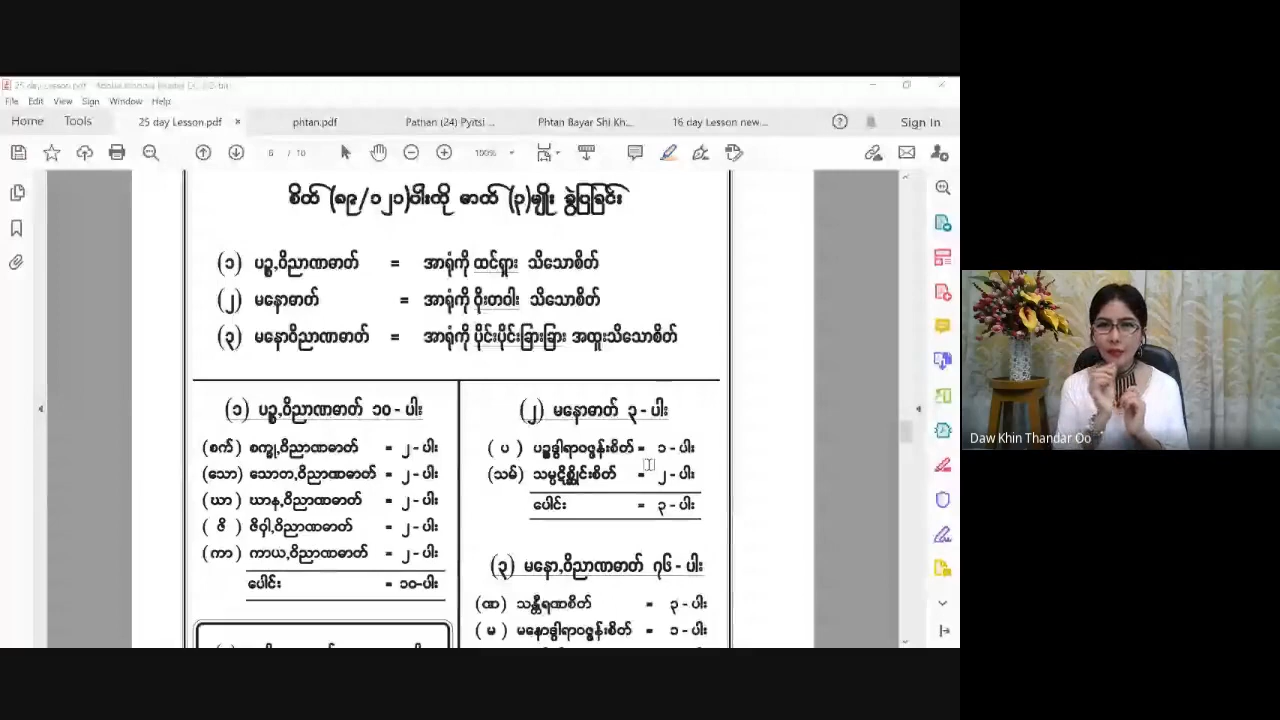 25 day Lesson.pdf - Adobe Acrobat Reader DC (32-bit)
File Edit View Sign Window Help
Home Tools 25 day Lesson.pdf × phtan.pdf Pathan (24) Pyitsi ... Phtan Bayar Shi Kh... 16 day Lesson new... Sign In
6 / 10 100%
စိတ် (၈၉/၁၂၁)ပါးကို ဓာတ် (၃)မျိုး ခွဲပြခြင်း
(၁) ပဉ္စ,ဝိညာဏဓာတ် = အာရုံကို ထင်ရှား သိသောစိတ်
(၂) မနောဓာတ် = အာရုံကို ဝိုးတဝါး သိသောစိတ်
(၃) မနောဝိညာဏဓာတ် = အာရုံကို ပိုင်းပိုင်းခြားခြား အထူးသိသောစိတ်
(၁) ပဉ္စ,ဝိညာဏဓာတ် ၁၀ - ပါး
(စက်) စက္ခု,ဝိညာဏဓာတ် = ၂ - ပါး
(သော) သောတ,ဝိညာဏဓာတ် = ၂ - ပါး
(ဃာ) ဃာန,ဝိညာဏဓာတ် = ၂ - ပါး
( ဇိ ) ဇိဝှါ,ဝိညာဏဓာတ် = ၂ - ပါး
(ကာ) ကာယ,ဝိညာဏဓာတ် = ၂ - ပါး
ပေါင်း = ၁၀-ပါး
(၂) မနောဓာတ် ၃ - ပါး
( ပ ) ပဉ္စဒွါရာဝဇ္ဇန်းစိတ် = ၁ - ပါး
(သမ်) သမ္ပဋိစ္ဆိုင်းစိတ် = ၂ - ပါး
ပေါင်း = ၃ - ပါး
(၃) မနော,ဝိညာဏဓာတ် ၇၆ - ပါး
(ဏ) သန္တီရဏစိတ် = ၃ - ပါး
( မ ) မနောဒွါရာဝဇ္ဇန်းစိတ် = ၁ - ပါး
Daw Khin Thandar Oo